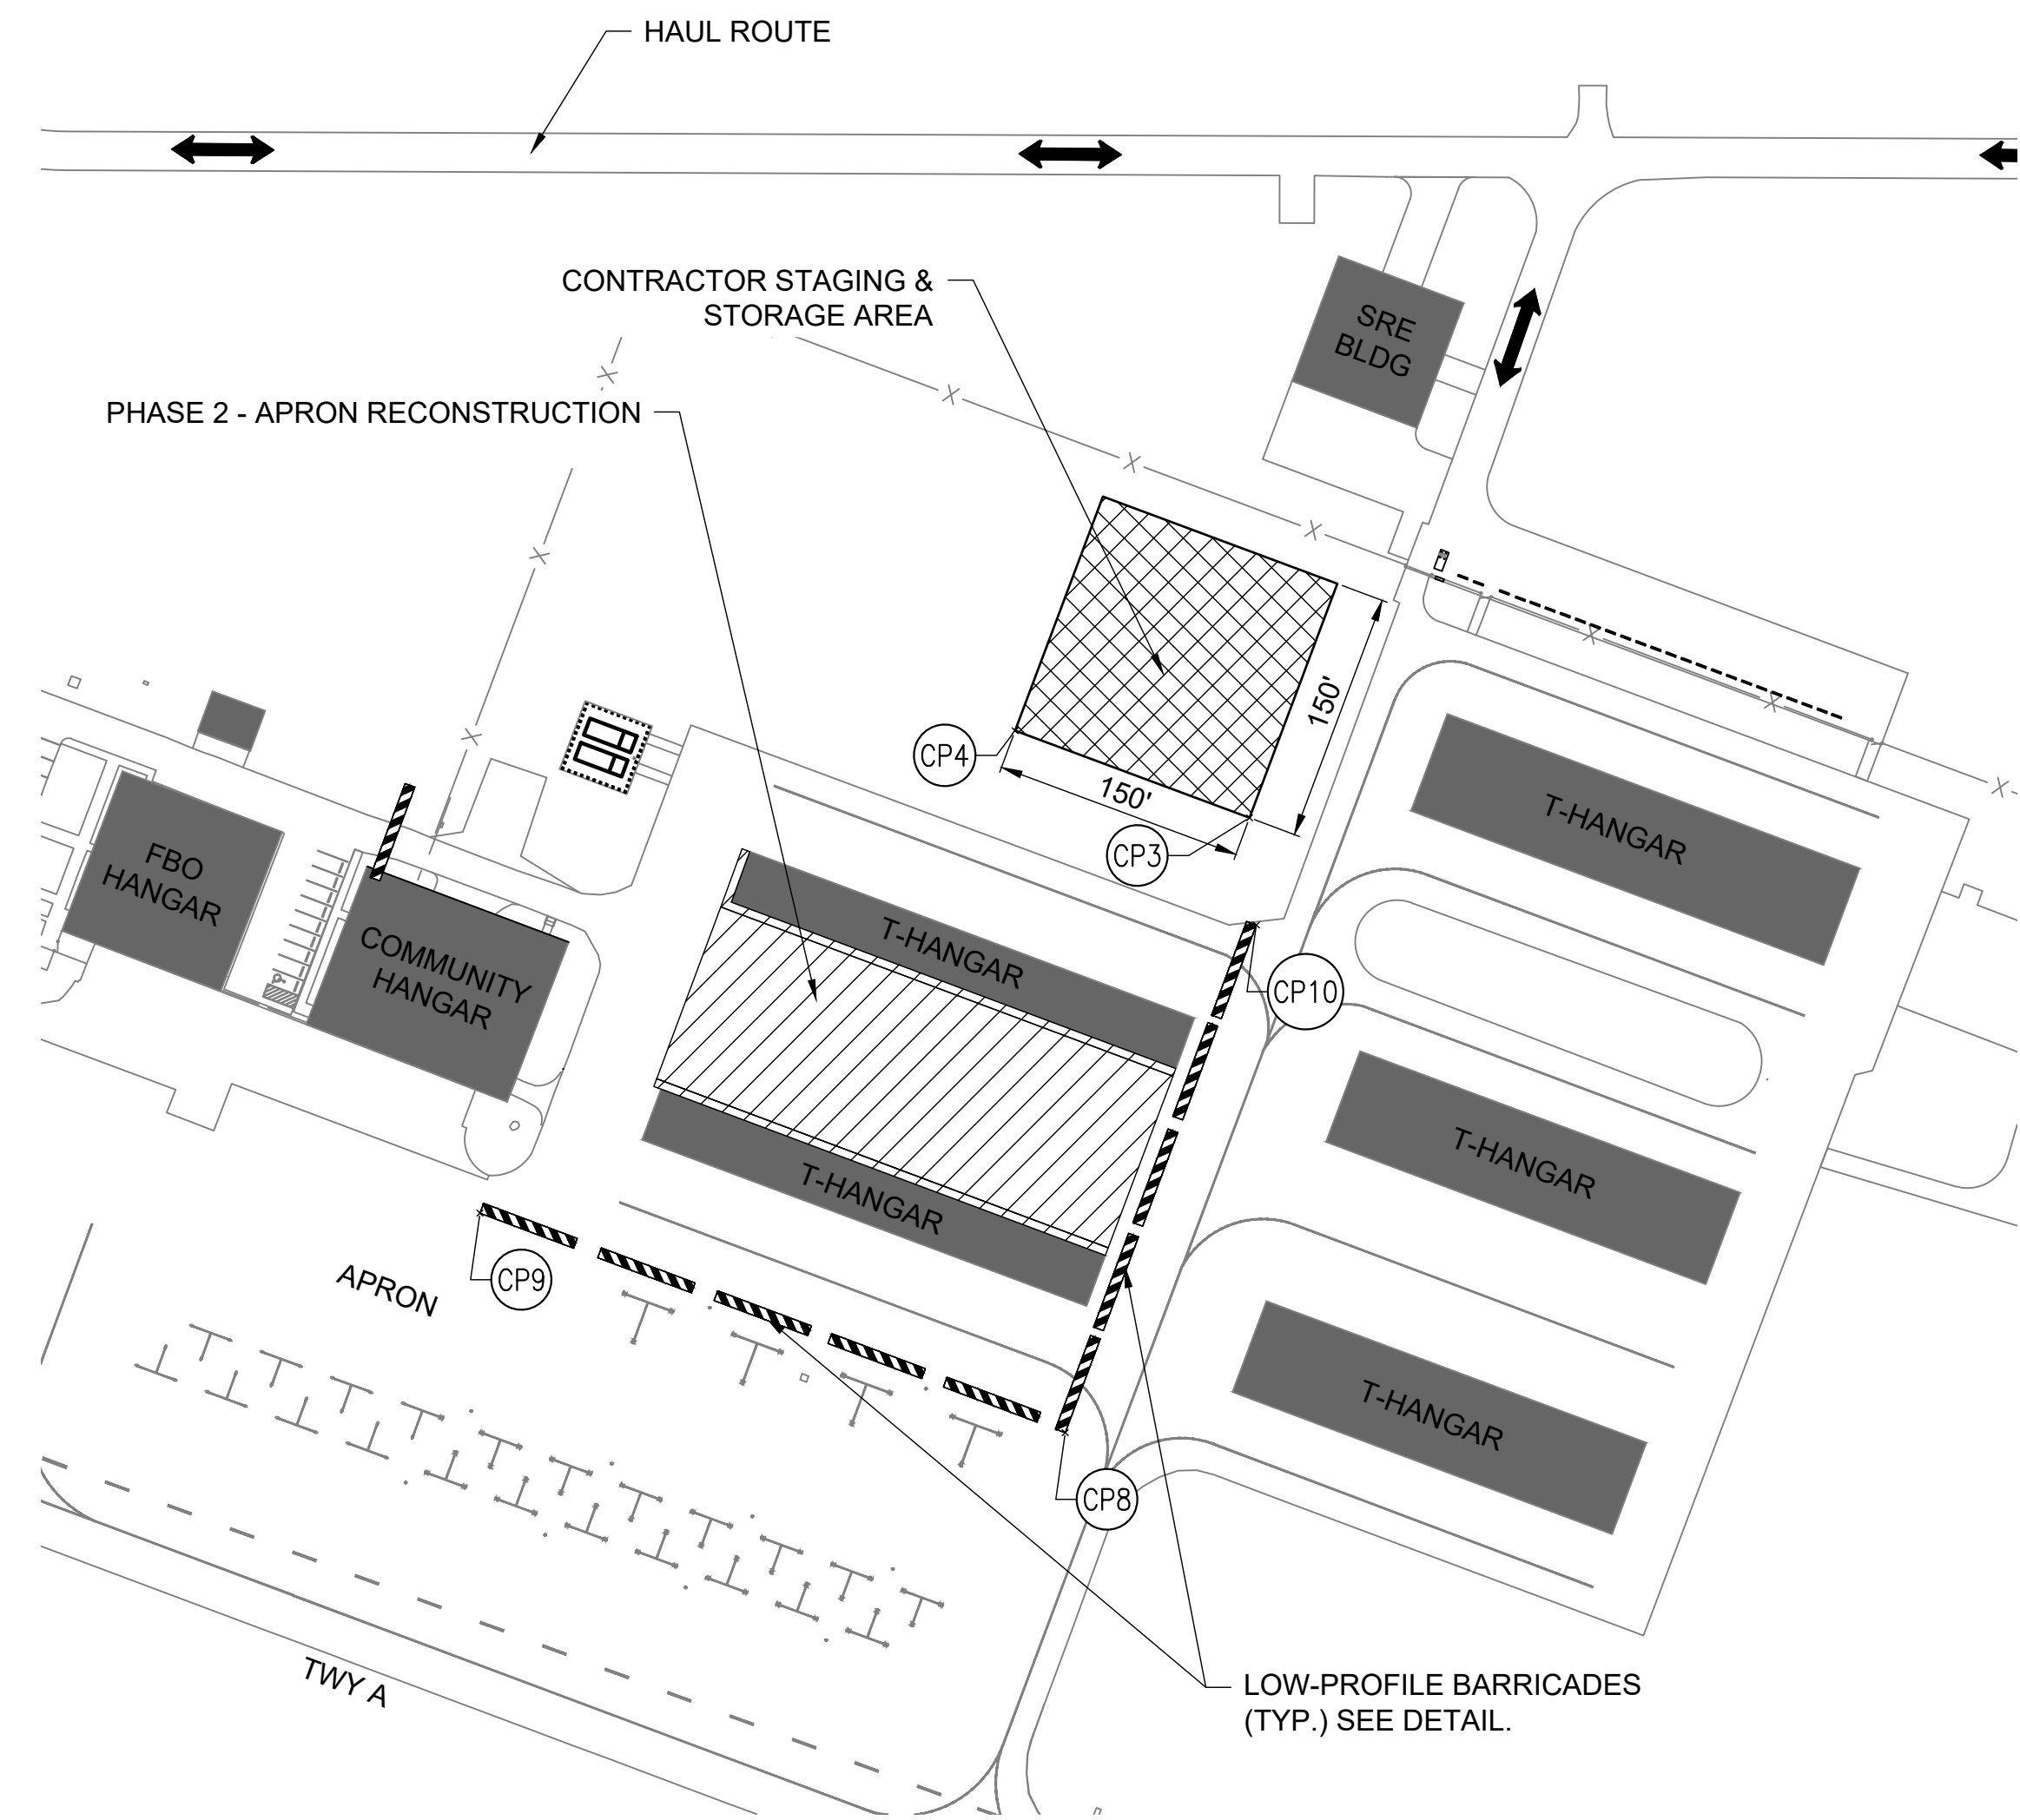 HAUL ROUTE
CONTRACTOR STAGING &
STORAGE AREA
SRE
BLDG
PHASE 2 - APRON RECONSTRUCTION
150'
CP4
150'
CP3
T-HANGAR
FBO
HANGAR
COMMUNITY
HANGAR
T-HANGAR
CP10
T-HANGAR
T-HANGAR
CP9
APRON
T-HANGAR
CP8
TWY A
LOW-PROFILE BARRICADES
(TYP.) SEE DETAIL.